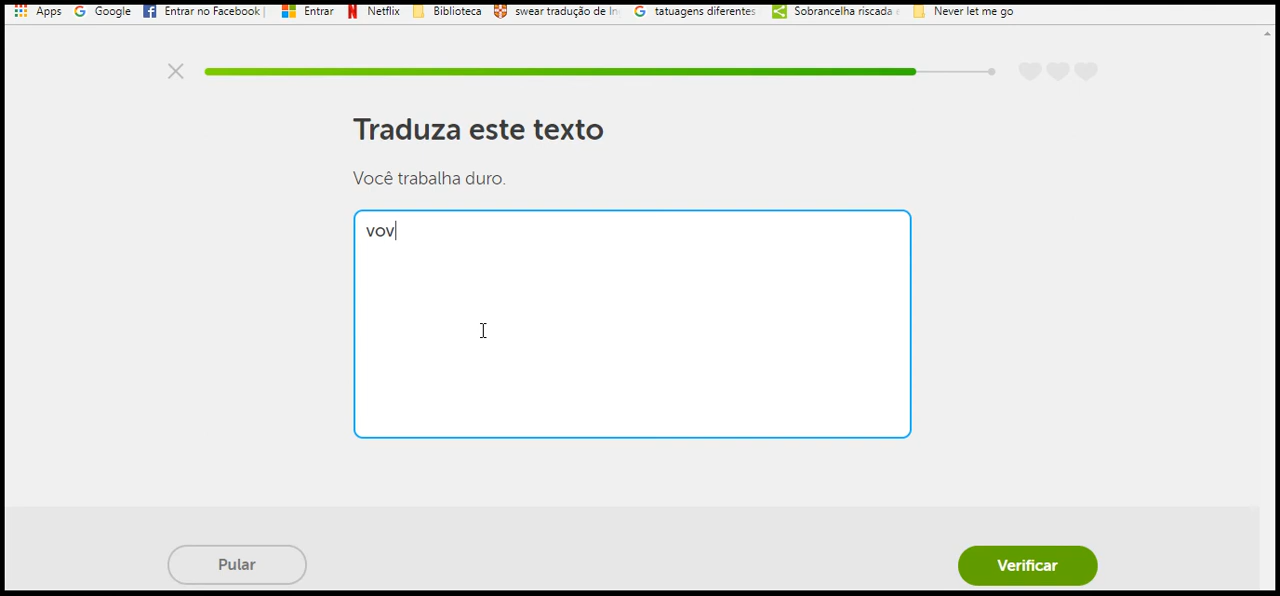 Apps Google Entrar no Facebook Entrar Netflix Biblioteca swear tradução de In tatuagens diferentes Sobrancelha riscada Never let me go
Traduza este texto
Você trabalha duro.
vov
Pular Verificar